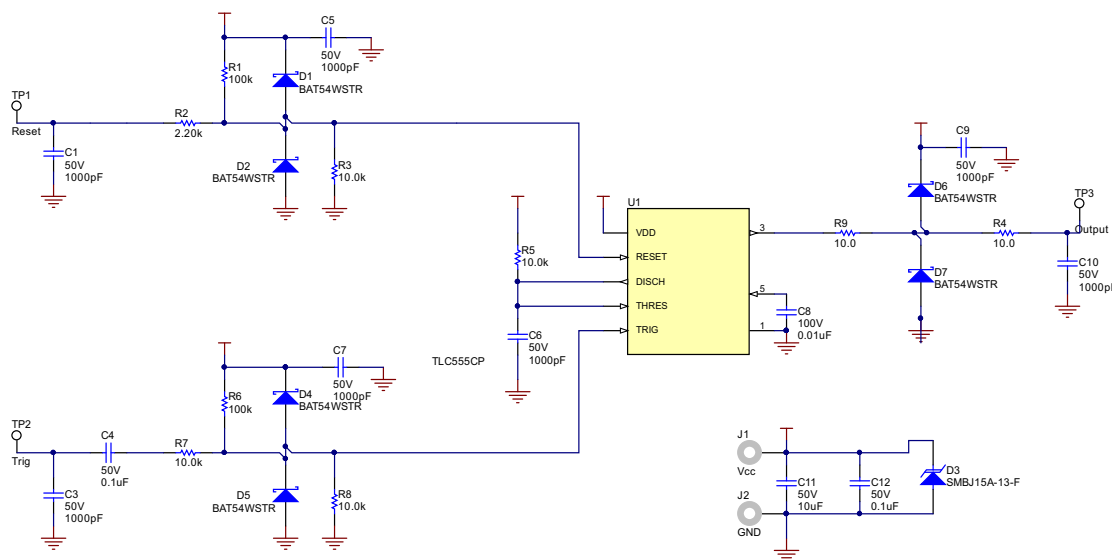 C5
50V
1000pF
R1
100k
D1
BAT54WSTR
TP1
Reset
R2
2.20k
C1
50V
1000pF
D2
BAT54WSTR
R3
10.0k
C9
50V
1000pF
D6
BAT54WSTR
TP3
Output
U1
VDD
RESET
DISCH
THRES
TRIG
3
5
1
R5
10.0k
R9
10.0
R4
10.0
C10
50V
1000pF
D7
BAT54WSTR
C8
100V
0.01uF
C6
50V
1000pF
TLC555CP
C7
50V
1000pF
R6
100k
D4
BAT54WSTR
TP2
Trig
C4
50V
0.1uF
R7
10.0k
C3
50V
1000pF
D5
BAT54WSTR
R8
10.0k
J1
Vcc
J2
GND
C11
50V
10uF
C12
50V
0.1uF
D3
SMBJ15A-13-F